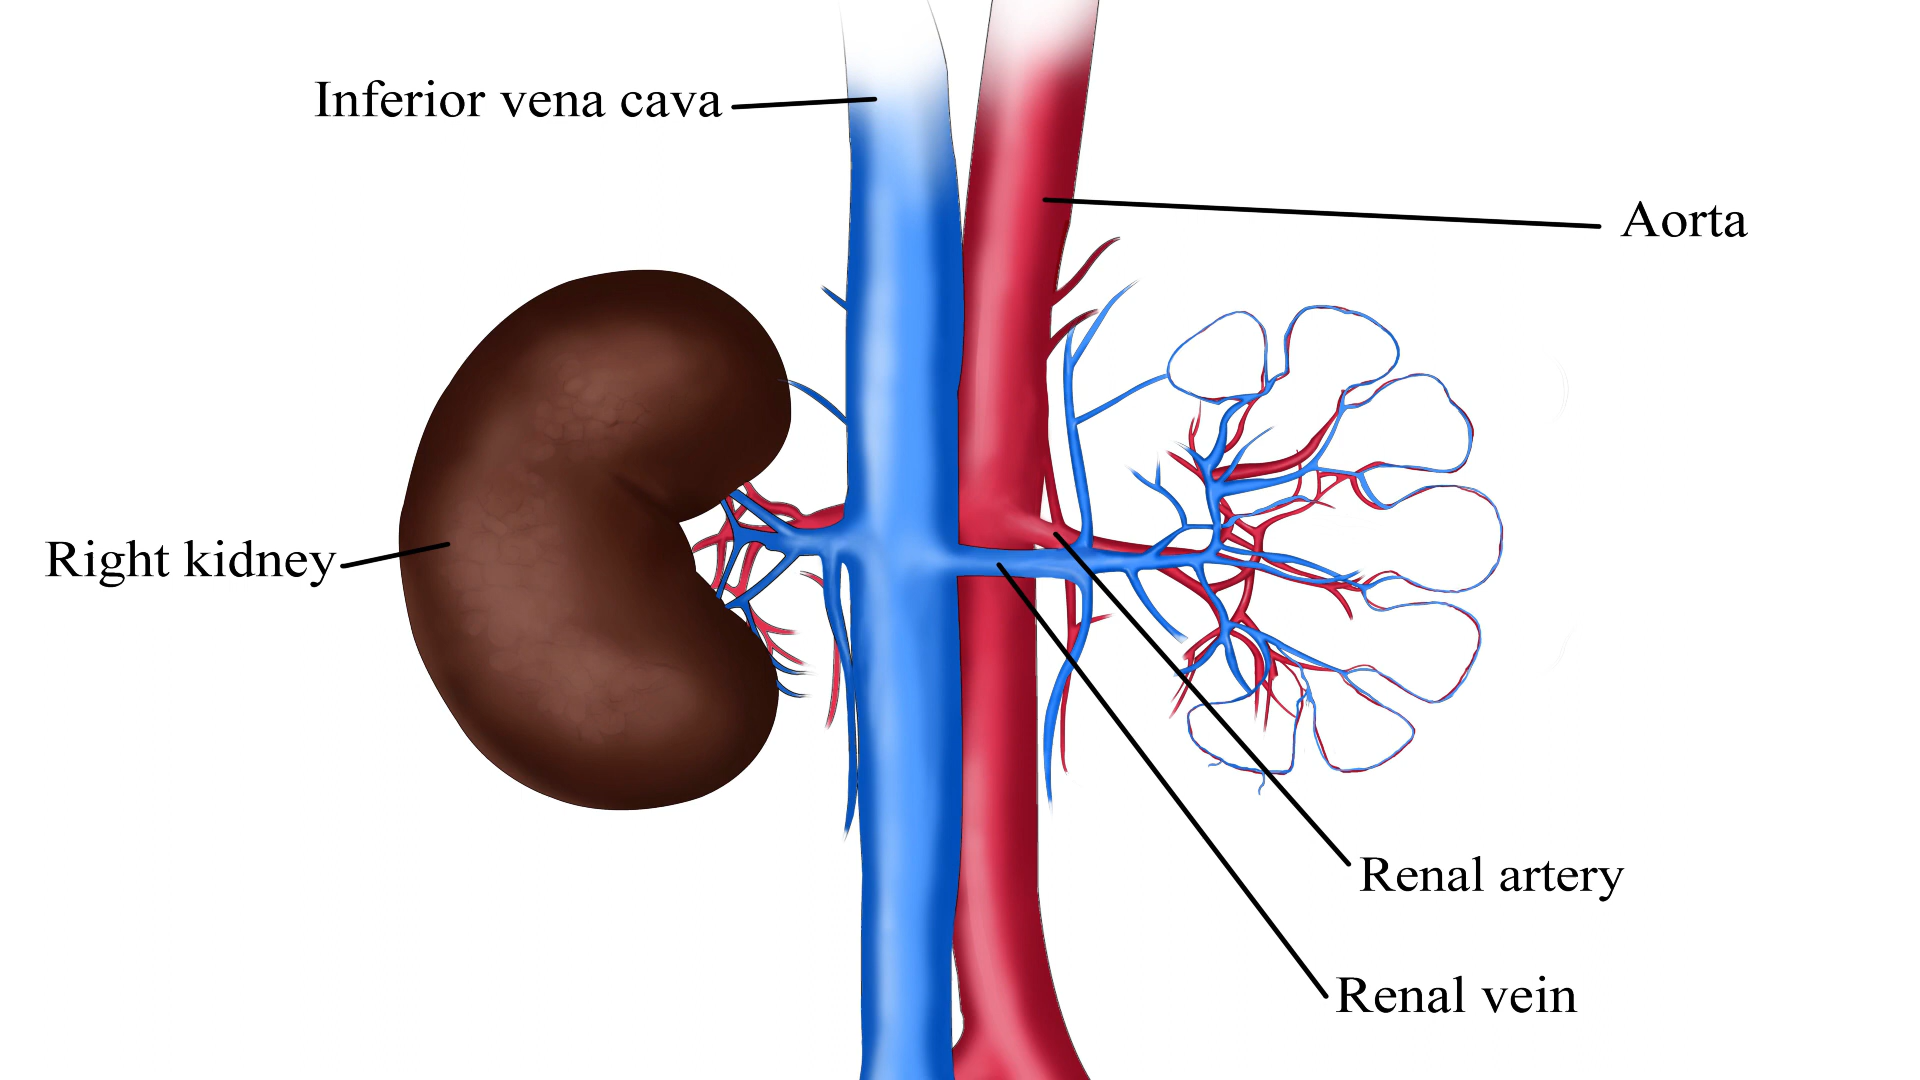 Inferior vena cava
Aorta
Right kidney
Renal artery
Renal vein